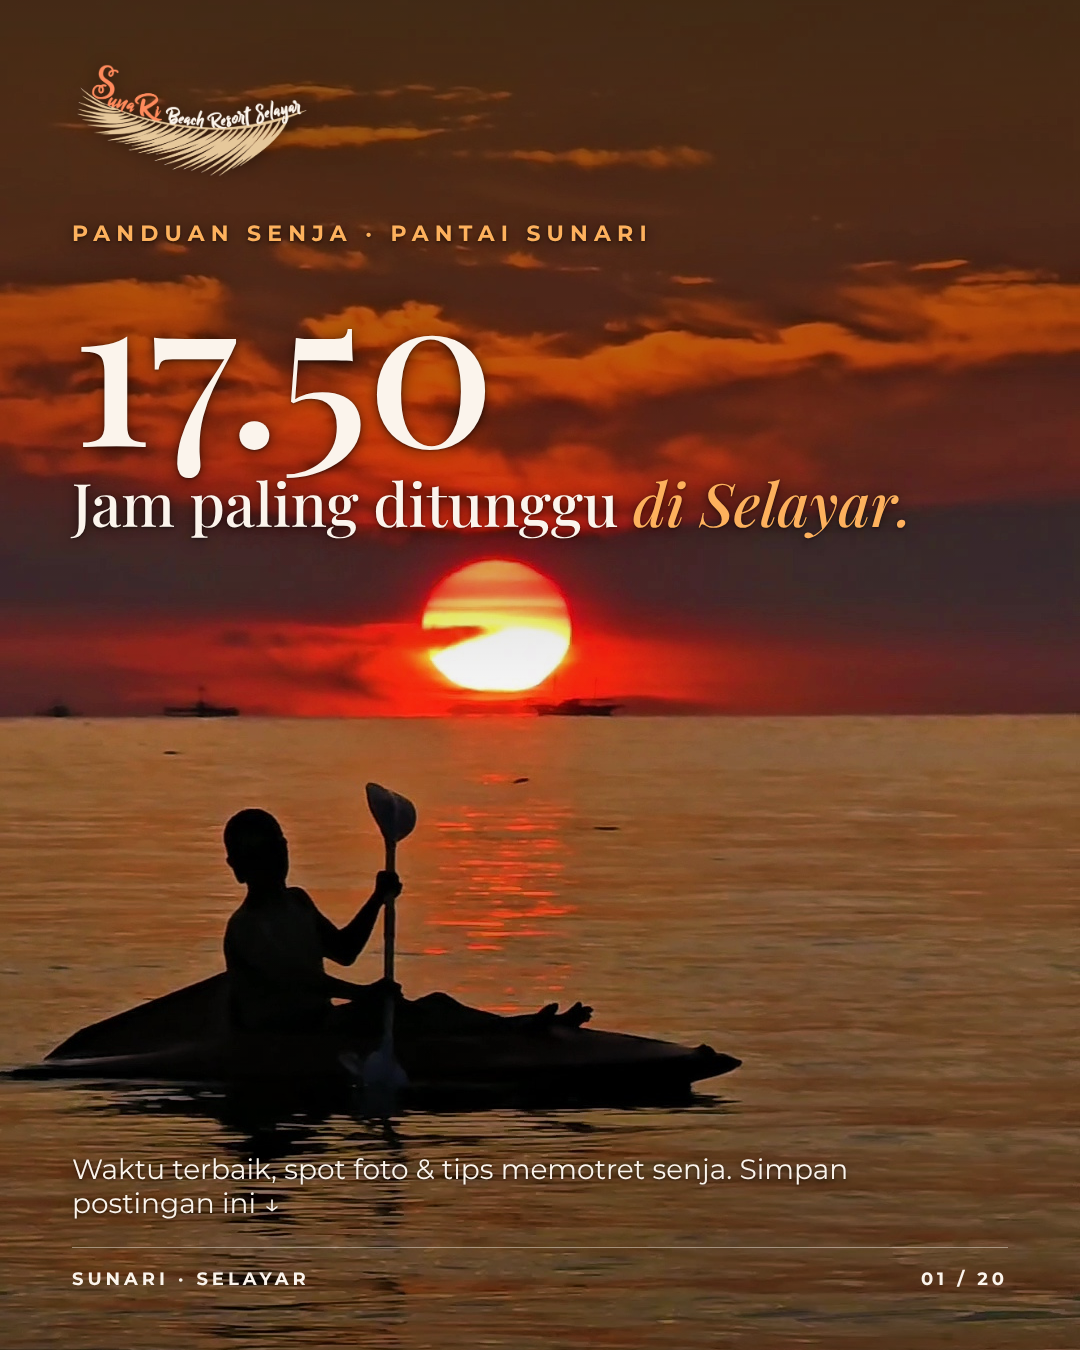 SunaRi Beach Resort Selayar
PANDUAN SENJA · PANTAI SUNARI
17.50
Jam paling ditunggu di Selayar.
Waktu terbaik, spot foto & tips memotret senja. Simpan
postingan ini ↓
SUNARI · SELAYAR
01 / 20